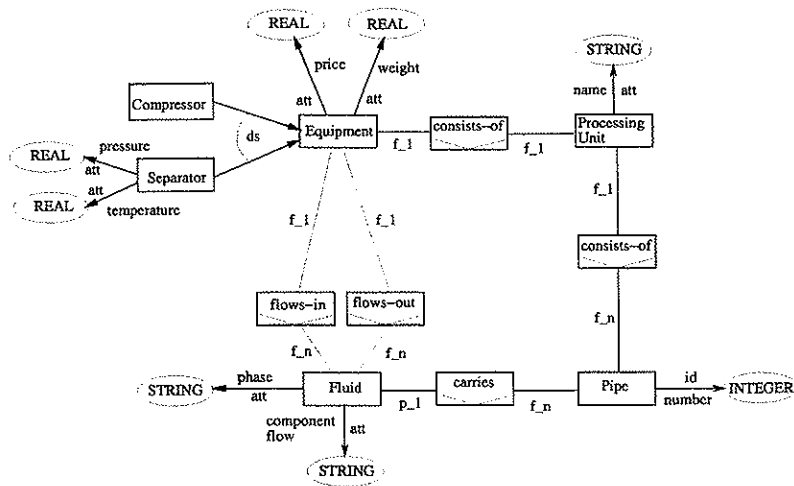 REAL
REAL
STRING
price
weight
name
att
att
att
Compressor
ds
Equipment
f_1
consists--of
f_1
Processing
Unit
REAL
pressure
att
att
Separator
REAL
temperature
f_1
f_1
f_1
consists--of
flows-in
flows-out
f_n
f_n
f_n
STRING
phase
att
Fluid
p_1
carries
f_n
Pipe
id
number
INTEGER
component
flow
att
STRING